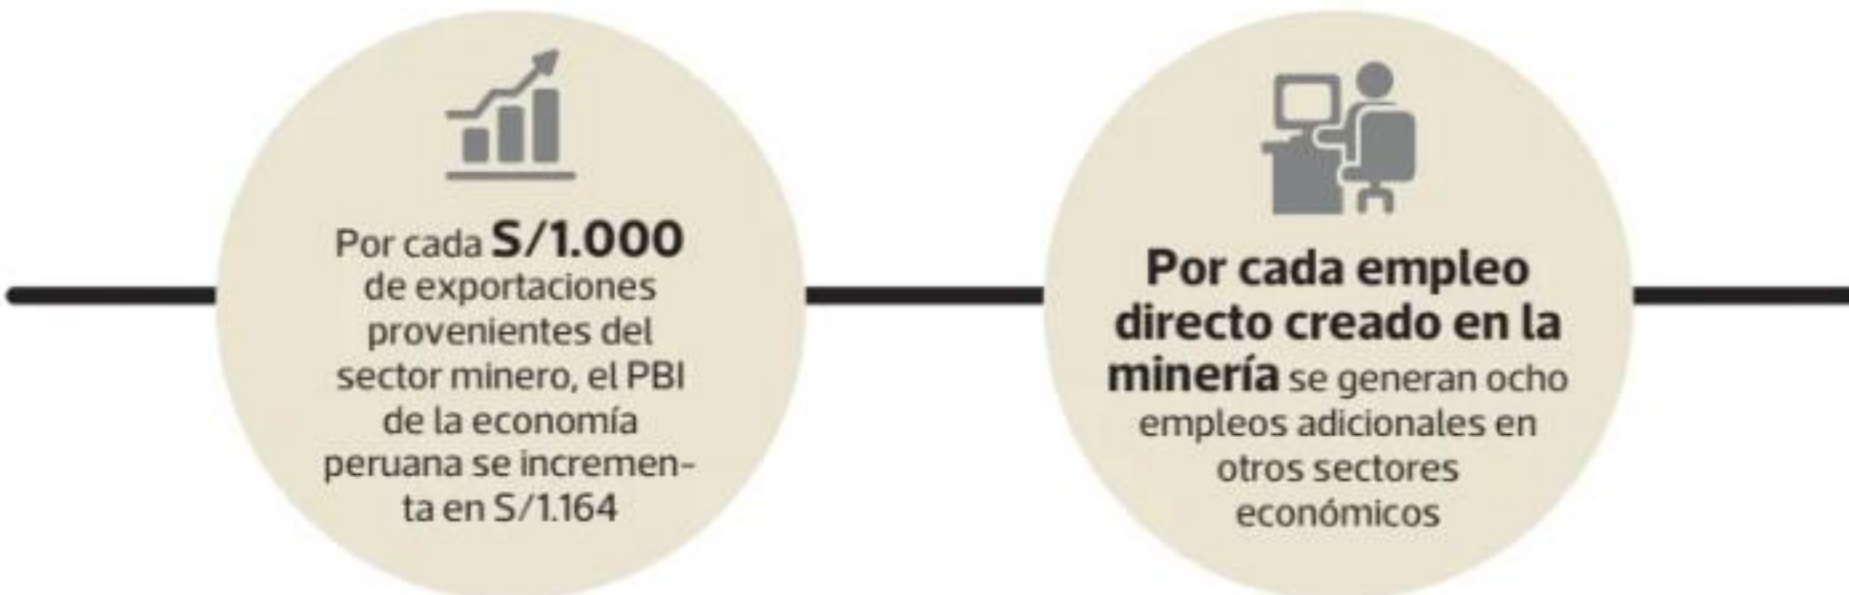 Por cada S/1.000
de exportaciones
provenientes del
sector minero, el PBI
de la economía
peruana se incremen-
ta en S/1.164
Por cada empleo
directo creado en la
minería se generan ocho
empleos adicionales en
otros sectores
económicos